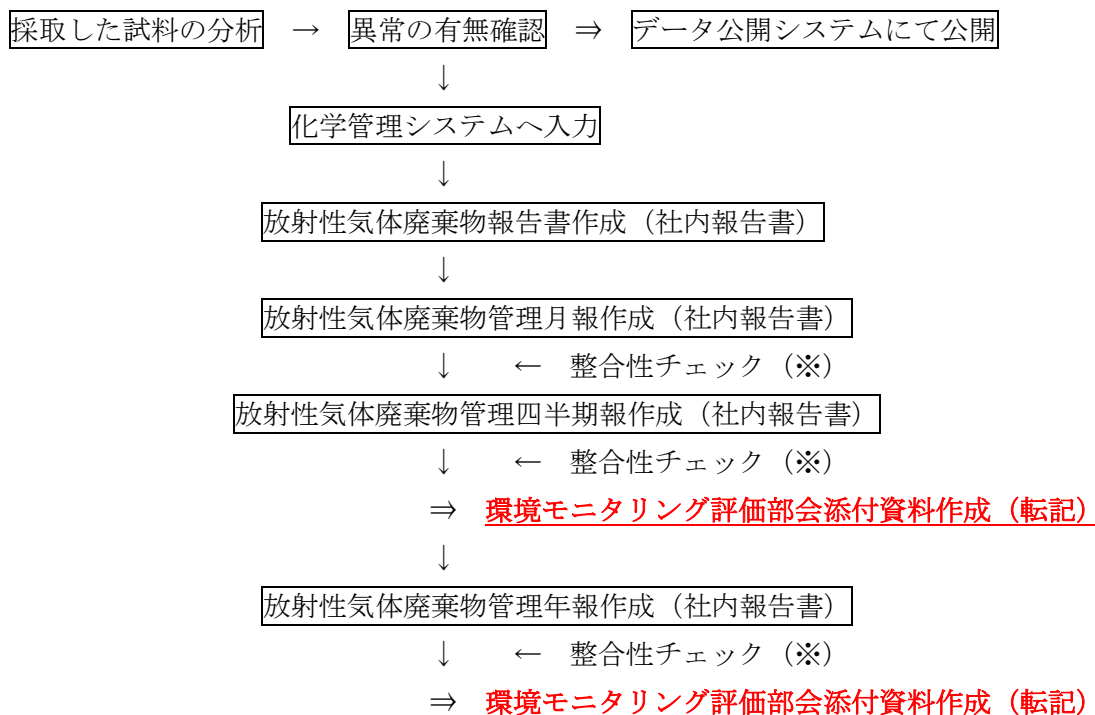 採取した試料の分析 → 異常の有無確認 ⇒ データ公開システムにて公開
↓
化学管理システムへ入力
↓
放射性気体廃棄物報告書作成（社内報告書）
↓
放射性気体廃棄物管理月報作成（社内報告書）
↓ ← 整合性チェック（※）
放射性気体廃棄物管理四半期報作成（社内報告書）
↓ ← 整合性チェック（※）
⇒ 環境モニタリング評価部会添付資料作成（転記）
↓
放射性気体廃棄物管理年報作成（社内報告書）
↓ ← 整合性チェック（※）
⇒ 環境モニタリング評価部会添付資料作成（転記）